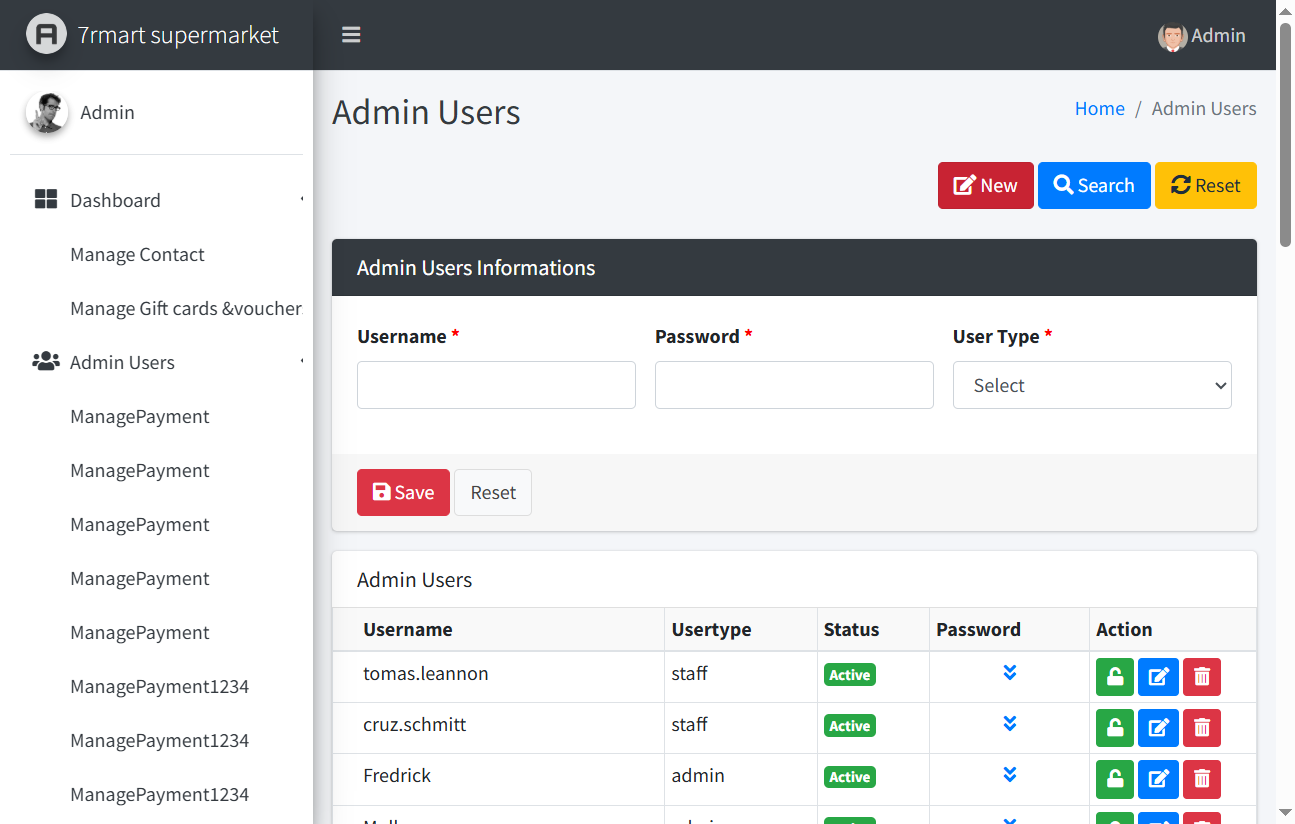 7rmart supermarket
Admin
Admin
Dashboard
Manage Contact
Manage Gift cards &voucher
Admin Users
ManagePayment
ManagePayment
ManagePayment
ManagePayment
ManagePayment
ManagePayment1234
ManagePayment1234
ManagePayment1234
Admin Users
Home / Admin Users
New Search Reset
Admin Users Informations
Username * Password * User Type *
Select
Save Reset
Admin Users
Username Usertype Status Password Action
tomas.leannon staff Active
cruz.schmitt staff Active
Fredrick admin Active